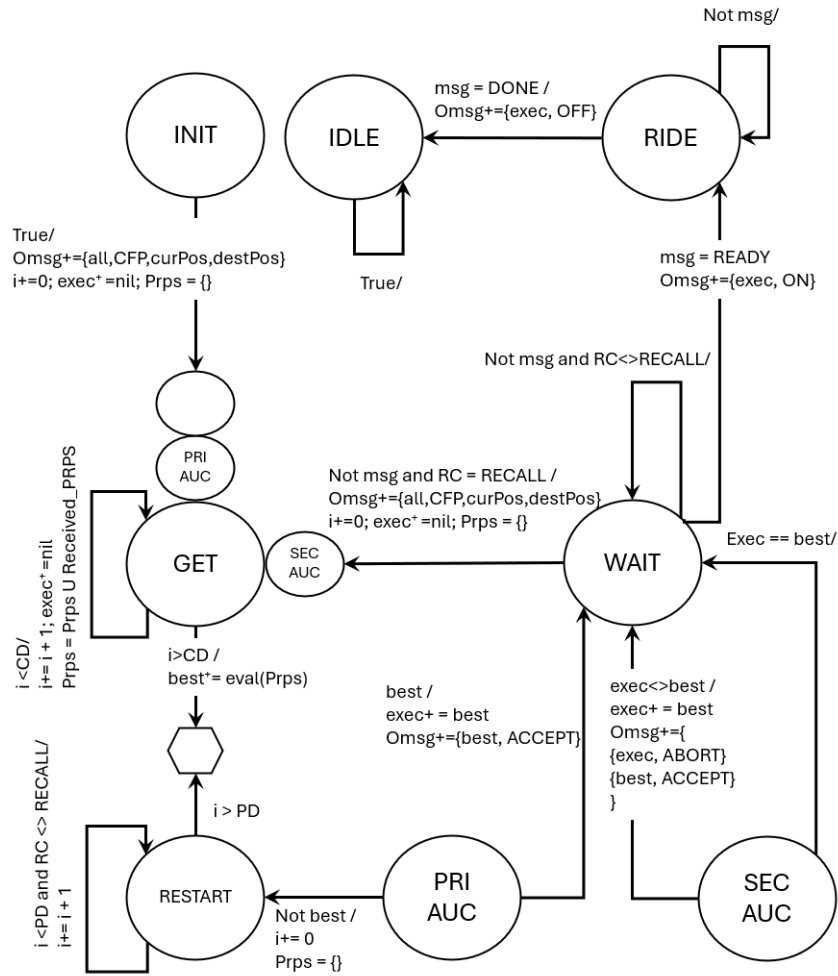 Not msg/
msg = DONE /
Omsg+={exec, OFF}
INIT
IDLE
RIDE
True/
Omsg+={all,CFP,curPos,destPos}
i+=0; exec⁺ =nil; Prps = {}
True/
msg = READY
Omsg+={exec, ON}
Not msg and RC<>RECALL/
PRI
AUC
Not msg and RC = RECALL /
Omsg+={all,CFP,curPos,destPos}
i+=0; exec⁺ =nil; Prps = {}
i <CD/
i+= i + 1; exec⁺ =nil
Prps = Prps U Received_PRPS
GET
SEC
AUC
WAIT
Exec == best/
i>CD /
best⁺= eval(Prps)
best /
exec+ = best
Omsg+={best, ACCEPT}
exec<>best /
exec+ = best
Omsg+={
{exec, ABORT}
{best, ACCEPT}
}
i > PD
i <PD and RC <> RECALL/
i+= i + 1
RESTART
Not best /
i+= 0
Prps = {}
PRI
AUC
SEC
AUC